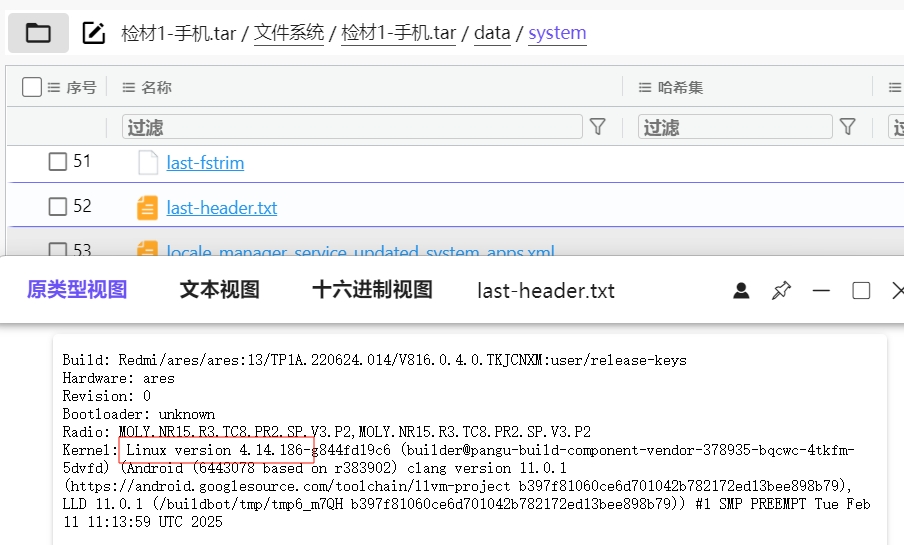 检材1-手机.tar / 文件系统 / 检材1-手机.tar / data / system
序号 名称 哈希集
过滤 过滤 过
51 last-fstrim
52 last-header.txt
53 locale_manager_service_updated_system_apps.xml
原类型视图 文本视图 十六进制视图 last-header.txt
Build: Redmi/ares/ares:13/TP1A.220624.014/V816.0.4.0.TKJCNXM:user/release-keys
Hardware: ares
Revision: 0
Bootloader: unknown
Radio: MOLY.NR15.R3.TC8.PR2.SP.V3.P2,MOLY.NR15.R3.TC8.PR2.SP.V3.P2
Kernel: Linux version 4.14.186-g844fd19c6 (builder@pangu-build-component-vendor-378935-bqcwc-4tkfm-
5dvfd) (Android (6443078 based on r383902) clang version 11.0.1
(https://android.googlesource.com/toolchain/llvm-project b397f81060ce6d701042b782172ed13bee898b79),
LLD 11.0.1 (/buildbot/tmp/tmp6_m7QH b397f81060ce6d701042b782172ed13bee898b79)) #1 SMP PREEMPT Tue Feb
11 11:13:59 UTC 2025